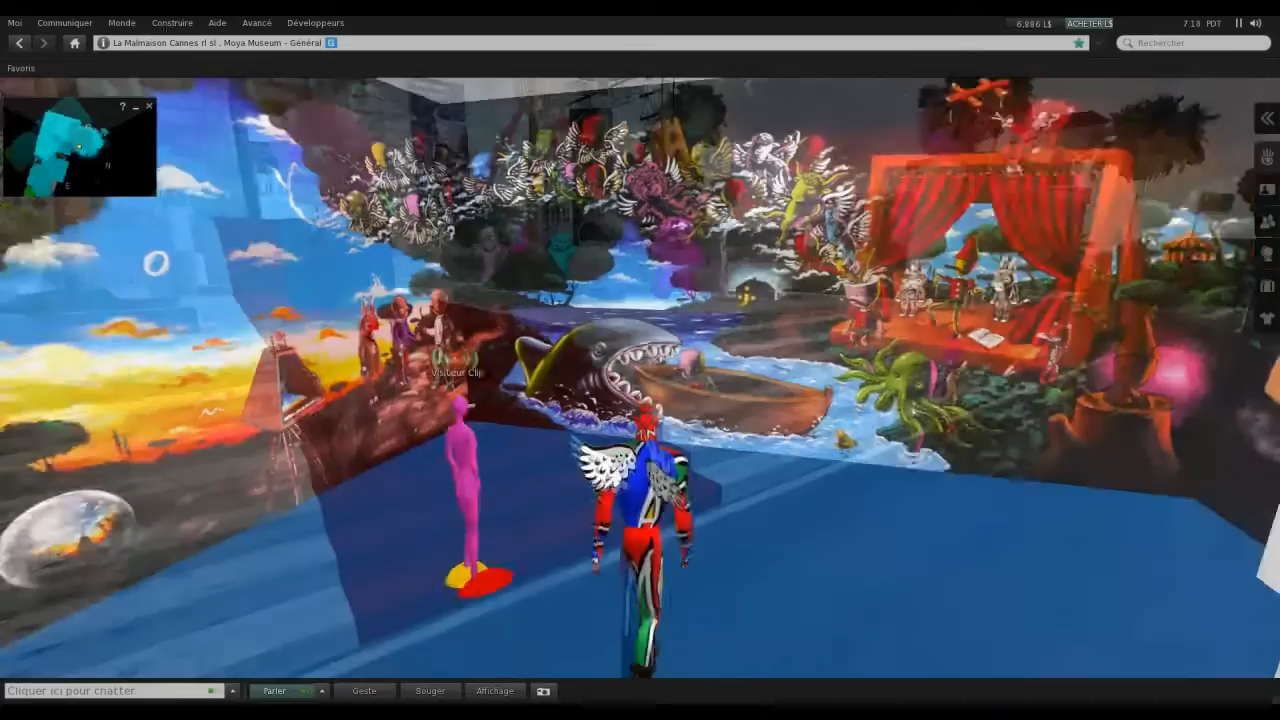 Moi Communiquer Monde Construire Aide Avancé Développeurs 6,886 L$ ACHETER L$ 7:18 PDT
La Malmaison Cannes rl sl , Moya Museum - Général G Rechercher
Favoris
? _ ×
N
E
Visiteur Clij
Cliquer ici pour chatter. Parler Geste Bouger Affichage